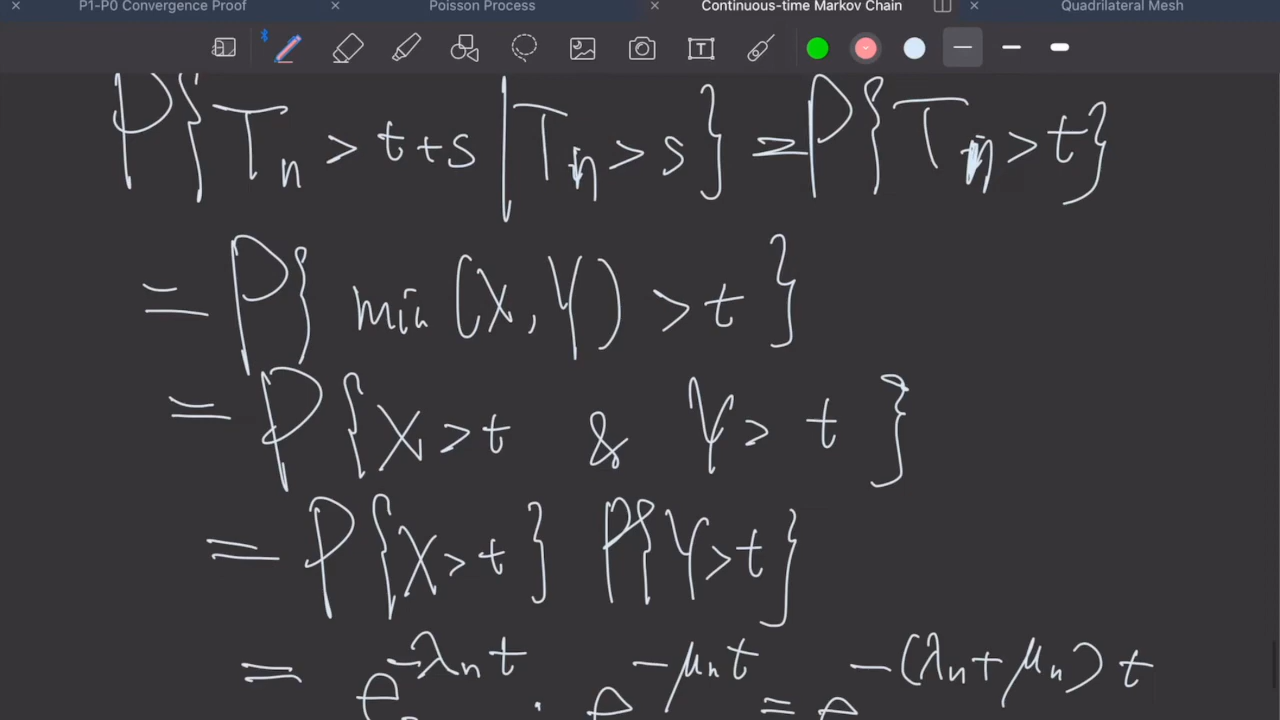 P1-P0 Convergence Proof Poisson Process Continuous-time Markov Chain Quadrilateral Mesh
P{Tn > t+s | Tn > s} = P{Tn > t}
= P{ min (X, Y) > t }
= P{X > t & Y > t }
= P{X > t} P{Y > t}
= e^-λn t · e^-μn t = e^-(λn + μn) t